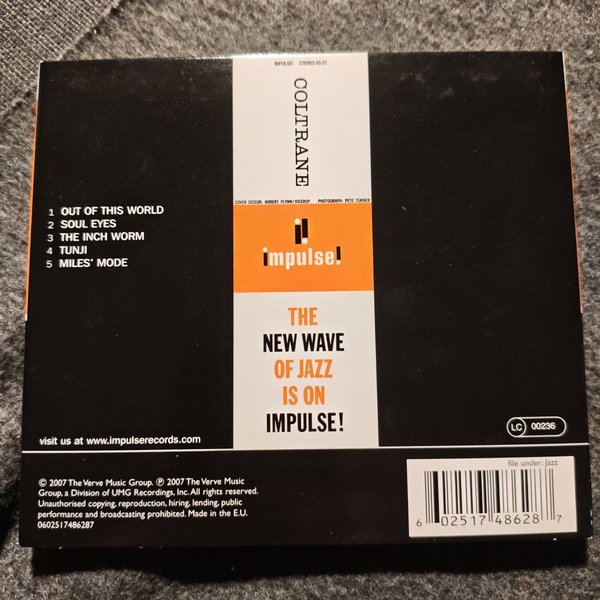 IMPULSE! STEREO AS-21
COLTRANE
COVER DESIGN: ROBERT FLYNN/VICEROY PHOTOGRAPH: PETE TURNER
1 OUT OF THIS WORLD
2 SOUL EYES
3 THE INCH WORM
4 TUNJI
5 MILES' MODE
impulse!
THE
NEW WAVE
OF JAZZ
IS ON
IMPULSE!
visit us at www.impulserecords.com
LC 00236
© 2007 The Verve Music Group. ℗ 2007 The Verve Music
Group, a Division of UMG Recordings, Inc. All rights reserved.
Unauthorised copying, reproduction, hiring, lending, public
performance and broadcasting prohibited. Made in the E.U.
0602517486287
file under: Jazz
6 02517 48628 7